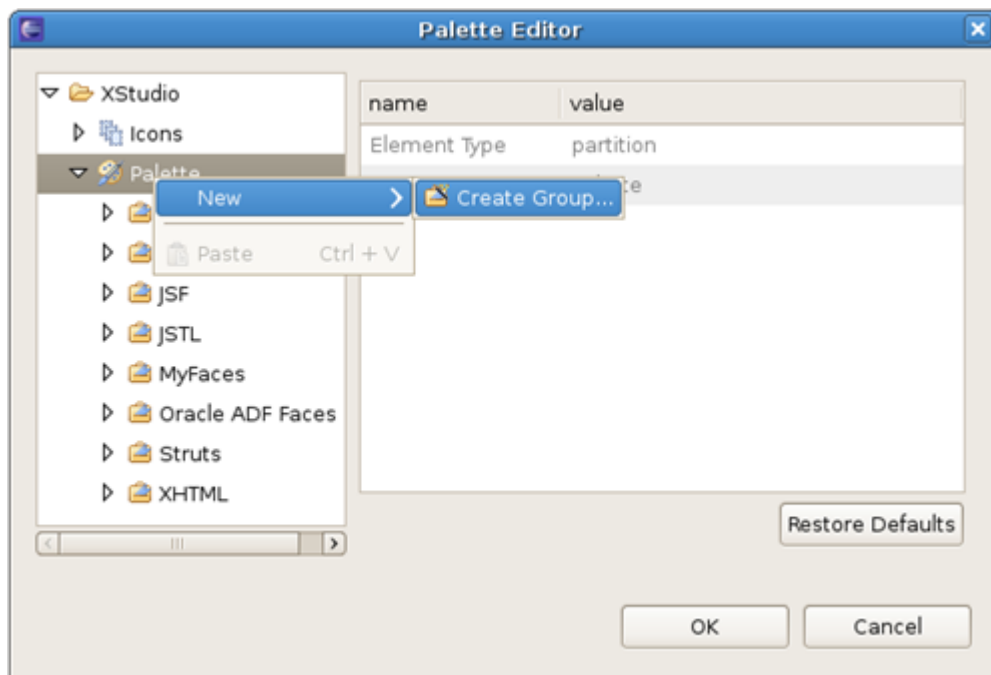 Palette Editor
XStudio
Icons
Palette
New
Create Group...
Paste Ctrl + V
JSF
JSTL
MyFaces
Oracle ADF Faces
Struts
XHTML
name value
Element Type partition
Restore Defaults
OK Cancel